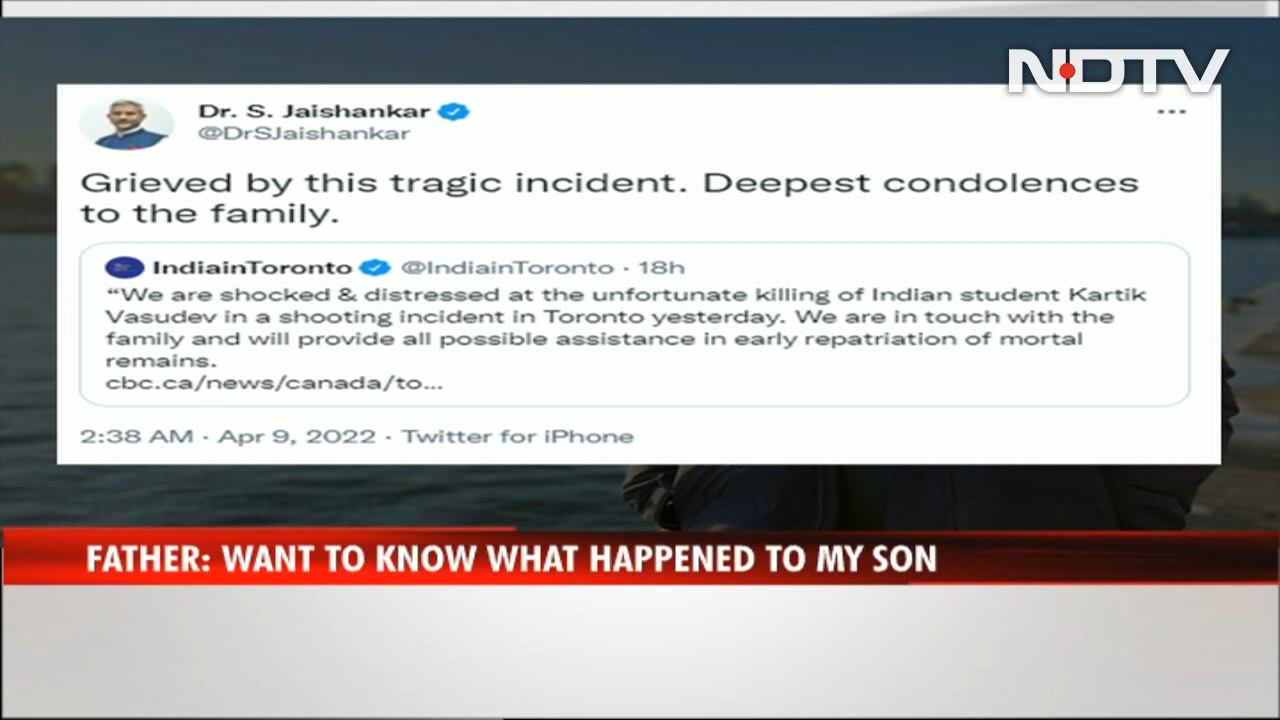 NDTV
Dr. S. Jaishankar
@DrSJaishankar
Grieved by this tragic incident. Deepest condolences
to the family.
IndiainToronto @IndiainToronto · 18h
“We are shocked & distressed at the unfortunate killing of Indian student Kartik
Vasudev in a shooting incident in Toronto yesterday. We are in touch with the
family and will provide all possible assistance in early repatriation of mortal
remains.
cbc.ca/news/canada/to...
2:38 AM · Apr 9, 2022 · Twitter for iPhone
FATHER: WANT TO KNOW WHAT HAPPENED TO MY SON